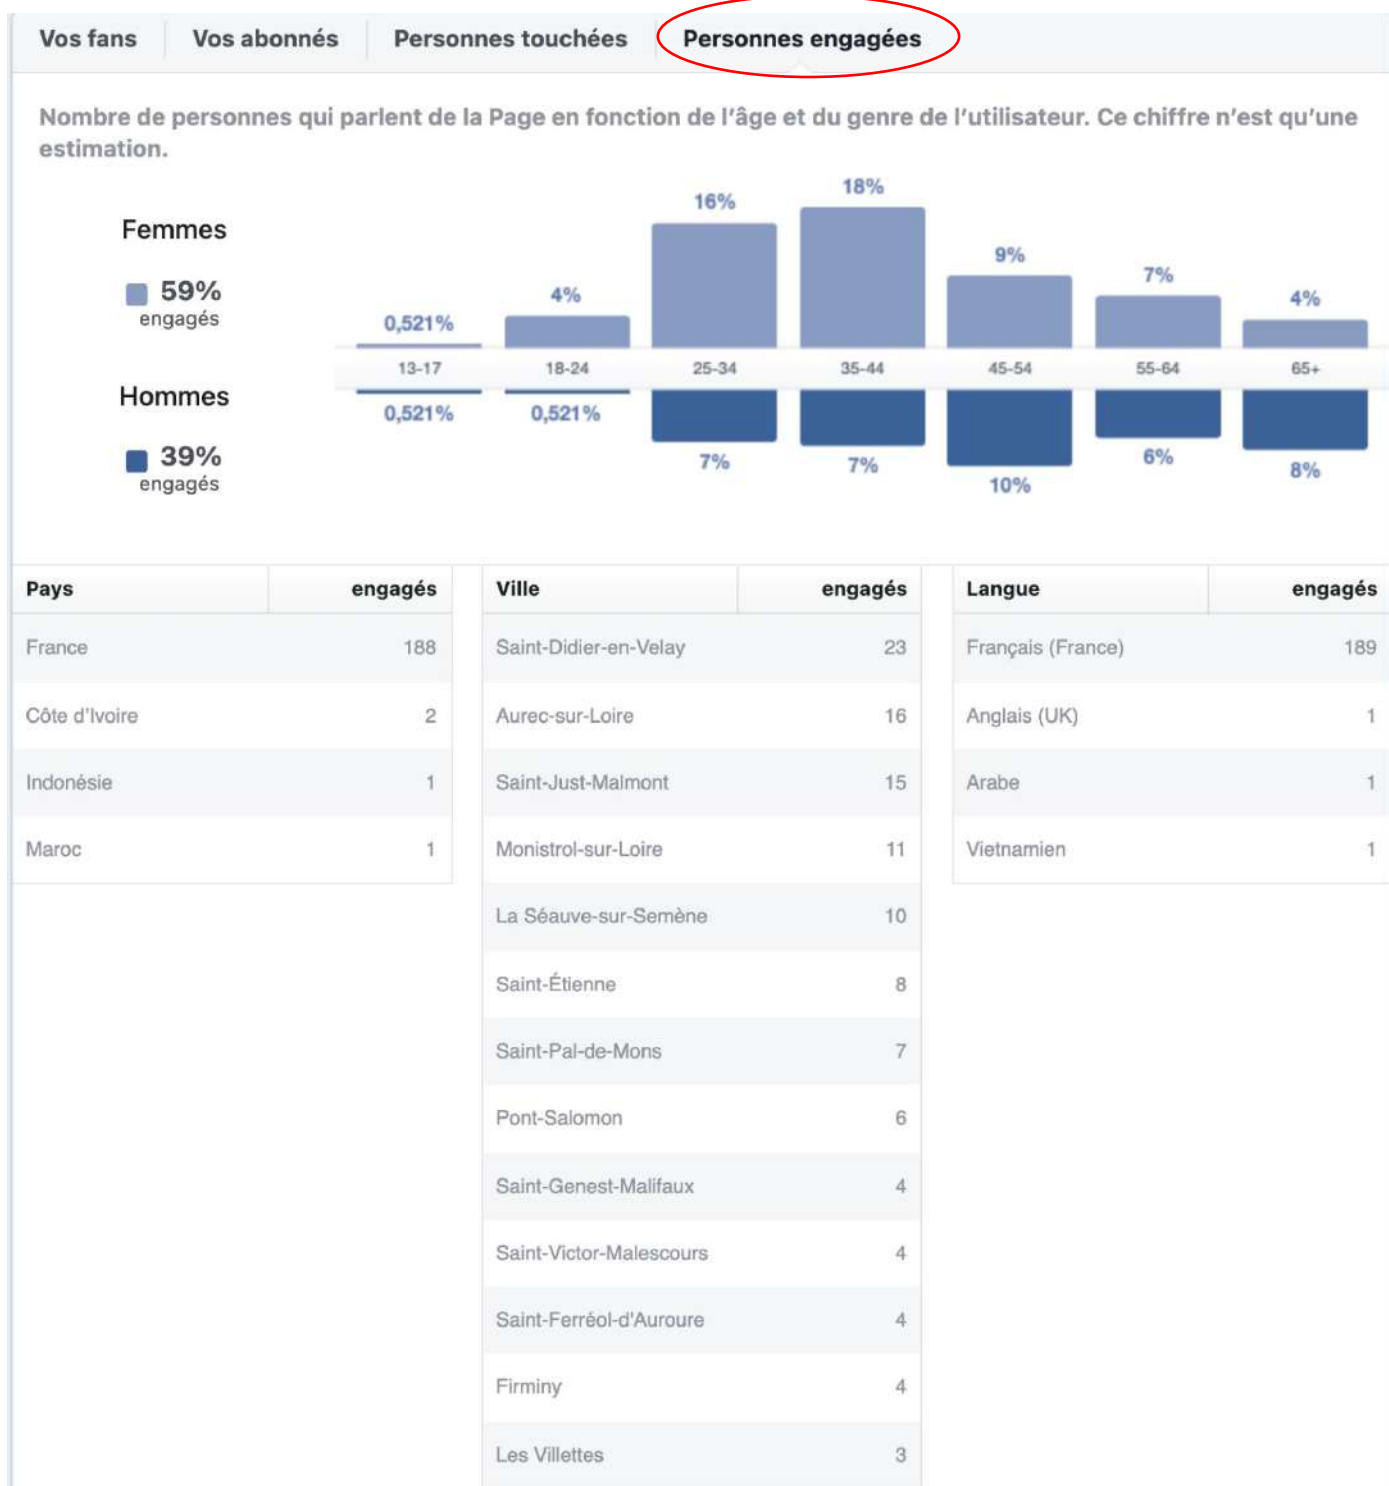 Vos fans Vos abonnés Personnes touchées Personnes engagées
Nombre de personnes qui parlent de la Page en fonction de l'âge et du genre de l'utilisateur. Ce chiffre n'est qu'une
estimation.
Femmes
59%
engagés
0,521% 4% 16% 18% 9% 7% 4%
13-17 18-24 25-34 35-44 45-54 55-64 65+
Hommes
39%
engagés
0,521% 0,521% 7% 7% 10% 6% 8%
Pays engagés
France 188
Côte d'Ivoire 2
Indonésie 1
Maroc 1
Ville engagés
Saint-Didier-en-Velay 23
Aurec-sur-Loire 16
Saint-Just-Malmont 15
Monistrol-sur-Loire 11
La Séauve-sur-Semène 10
Saint-Étienne 8
Saint-Pal-de-Mons 7
Pont-Salomon 6
Saint-Genest-Malifaux 4
Saint-Victor-Malescours 4
Saint-Ferréol-d'Auroure 4
Firminy 4
Les Villettes 3
Langue engagés
Français (France) 189
Anglais (UK) 1
Arabe 1
Vietnamien 1